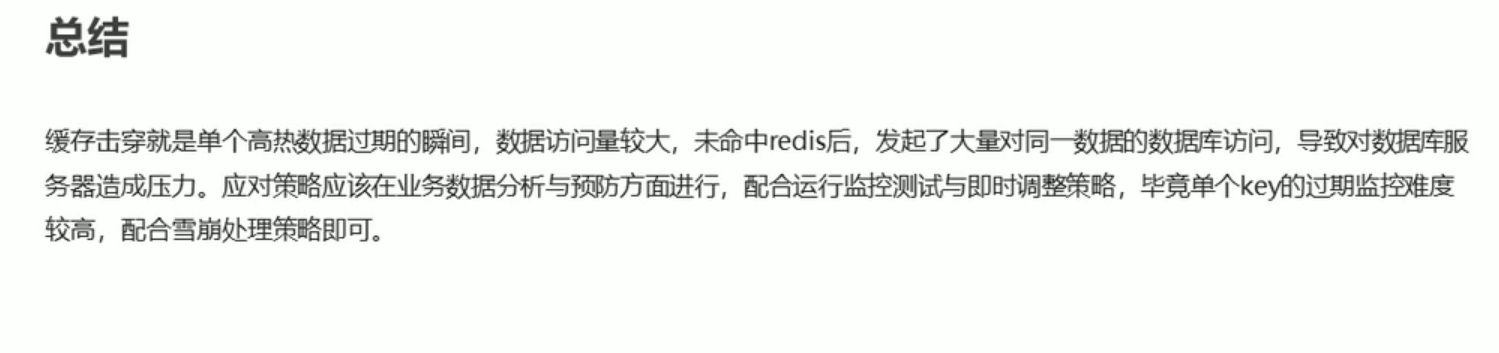 总结
缓存击穿就是单个高热数据过期的瞬间，数据访问量较大，未命中redis后，发起了大量对同一数据的数据库访问，导致对数据库服
务器造成压力。应对策略应该在业务数据分析与预防方面进行，配合运行监控测试与即时调整策略，毕竟单个key的过期监控难度
较高，配合雪崩处理策略即可。